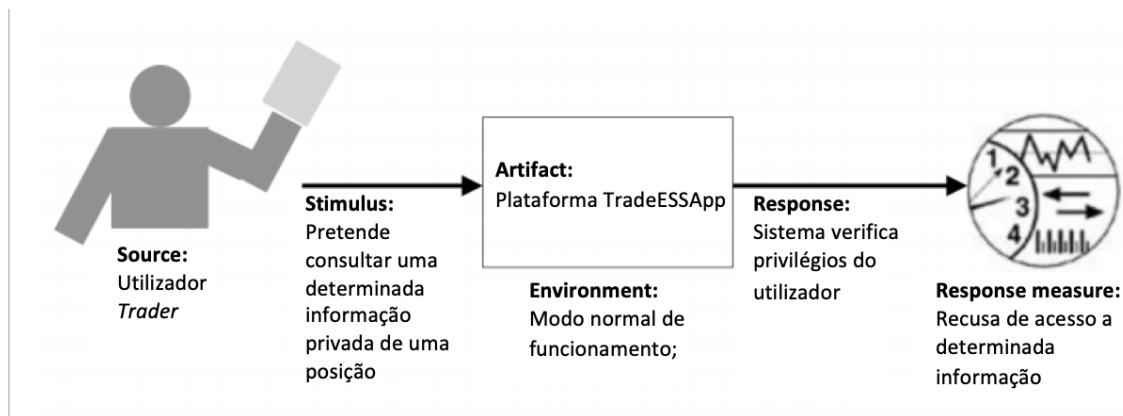 Source:
Utilizador
Trader
Stimulus:
Pretende
consultar uma
determinada
informação
privada de uma
posição
Artifact:
Plataforma TradeESSApp
Environment:
Modo normal de
funcionamento;
Response:
Sistema verifica
privilégios do
utilizador
1
2
3
4
Response measure:
Recusa de acesso a
determinada
informação